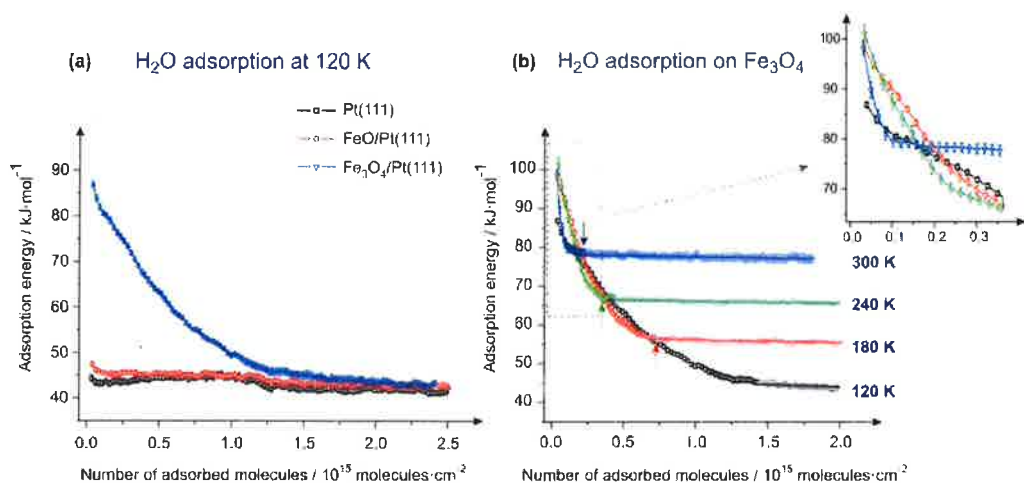 (a) H₂O adsorption at 120 K
Pt(111)
FeO/Pt(111)
Fe₃O₄/Pt(111)
Adsorption energy / kJ·mol⁻¹
90
80
70
60
50
40
0.0 0.5 1.0 1.5 2.0 2.5
Number of adsorbed molecules / 10¹⁵ molecules·cm⁻²
(b) H₂O adsorption on Fe₃O₄
Adsorption energy / kJ·mol⁻¹
100
90
80
70
60
50
40
300 K
240 K
180 K
120 K
0.0 0.5 1.0 1.5 2.0
Number of adsorbed molecules / 10¹⁵ molecules·cm⁻²
100
90
80
70
0.0 0.1 0.2 0.3